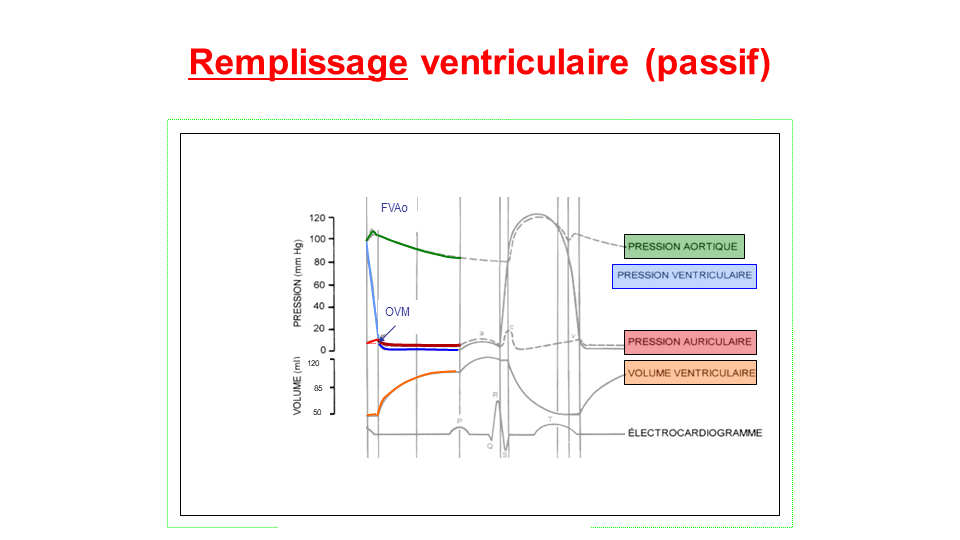 Remplissage ventriculaire (passif)
FVAo
120
100
80
60
40
20
0
PRESSION (mm Hg)
OVM
a
c
v
PRESSION AORTIQUE
PRESSION VENTRICULAIRE
PRESSION AURICULAIRE
VOLUME VENTRICULAIRE
VOLUME (ml)
120
85
50
P
R
Q
S
T
ÉLECTROCARDIOGRAMME